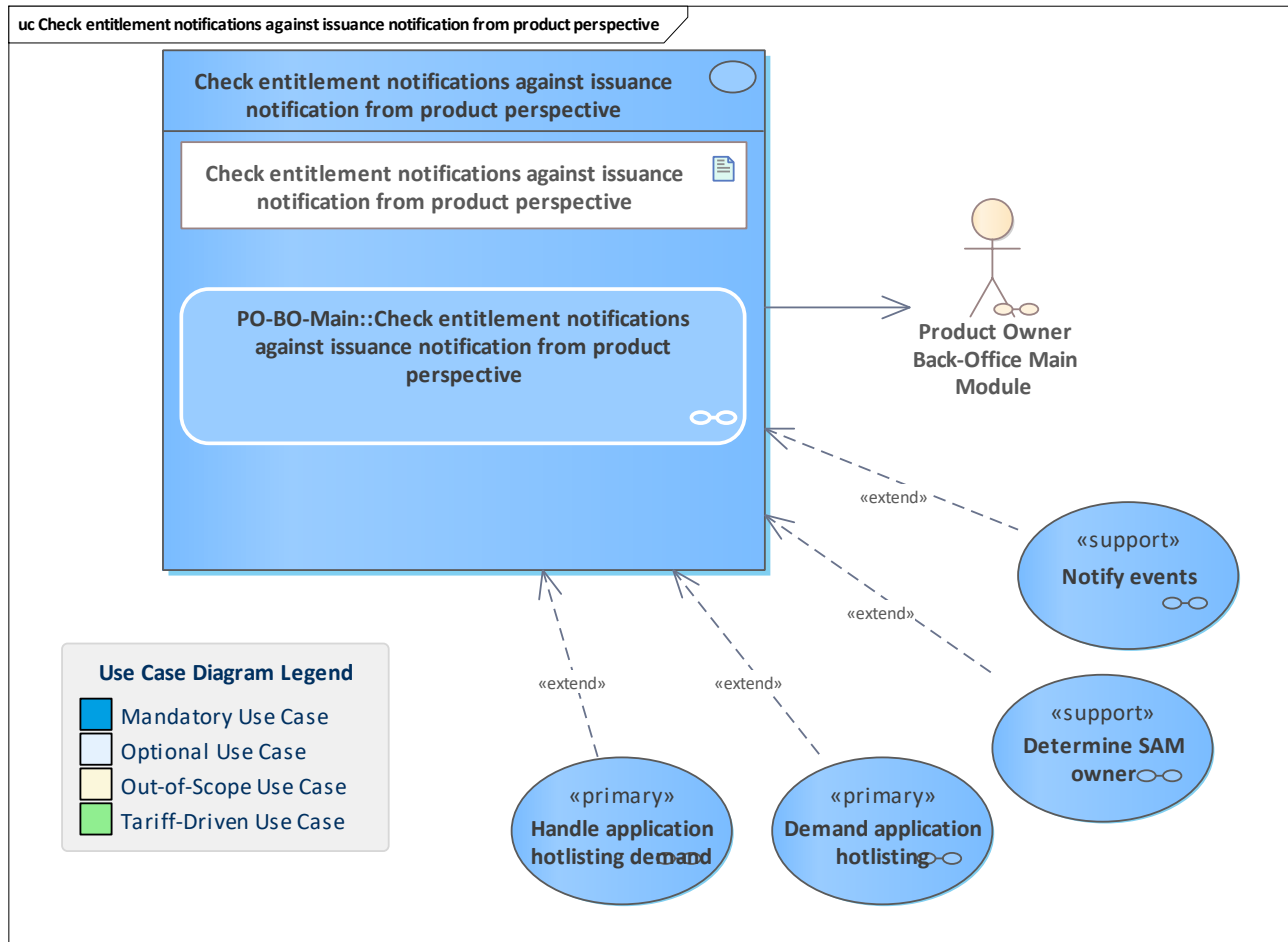 uc Check entitlement notifications against issuance notification from product perspective
Check entitlement notifications against issuance
notification from product perspective
Check entitlement notifications against issuance
notification from product perspective
PO-BO-Main::Check entitlement notifications
against issuance notification from product
perspective
Product Owner
Back-Office Main
Module
«extend»
«support»
Notify events
«extend»
«support»
Determine SAM
owner
«extend»
«extend»
«primary»
Handle application
hotlisting demand
«primary»
Demand application
hotlisting
Use Case Diagram Legend
Mandatory Use Case
Optional Use Case
Out-of-Scope Use Case
Tariff-Driven Use Case